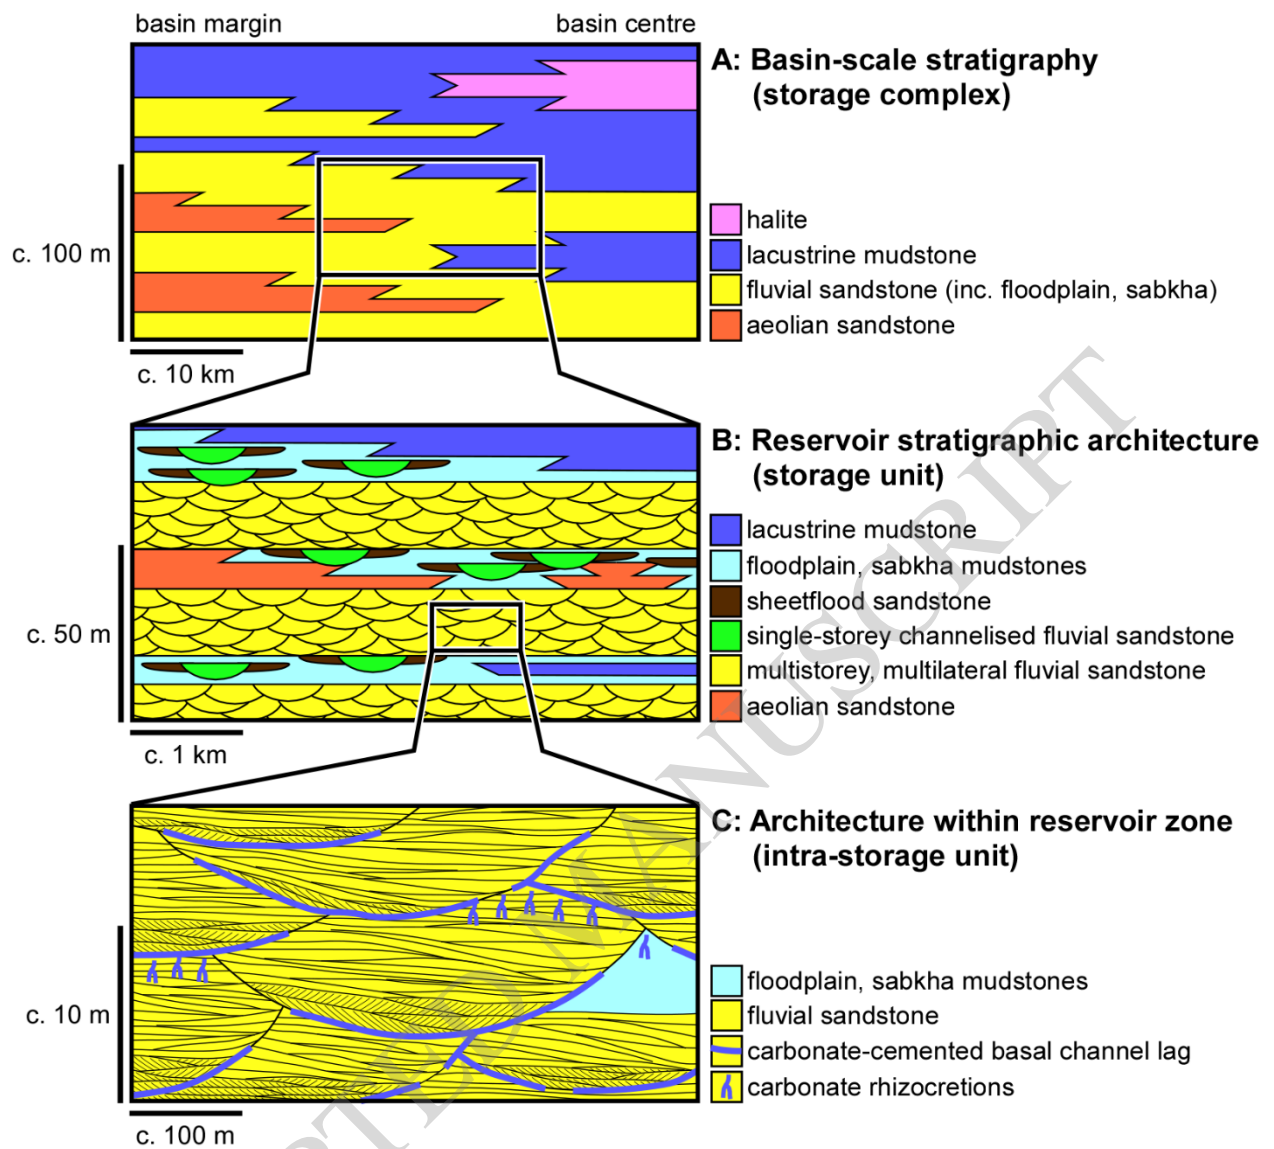 basin margin
basin centre
A: Basin-scale stratigraphy
(storage complex)
halite
lacustrine mudstone
fluvial sandstone (inc. floodplain, sabkha)
aeolian sandstone
c. 100 m
c. 10 km
B: Reservoir stratigraphic architecture
(storage unit)
lacustrine mudstone
floodplain, sabkha mudstones
sheetflood sandstone
single-storey channelised fluvial sandstone
multistorey, multilateral fluvial sandstone
aeolian sandstone
c. 50 m
c. 1 km
C: Architecture within reservoir zone
(intra-storage unit)
floodplain, sabkha mudstones
fluvial sandstone
carbonate-cemented basal channel lag
carbonate rhizocretions
c. 10 m
c. 100 m
MANUSCRIPT